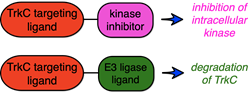 TrkC targeting
ligand
kinase
inhibitor
inhibition of
intracellular
kinase
TrkC targeting
ligand
E3 ligase
ligand
degradation
of TrkC